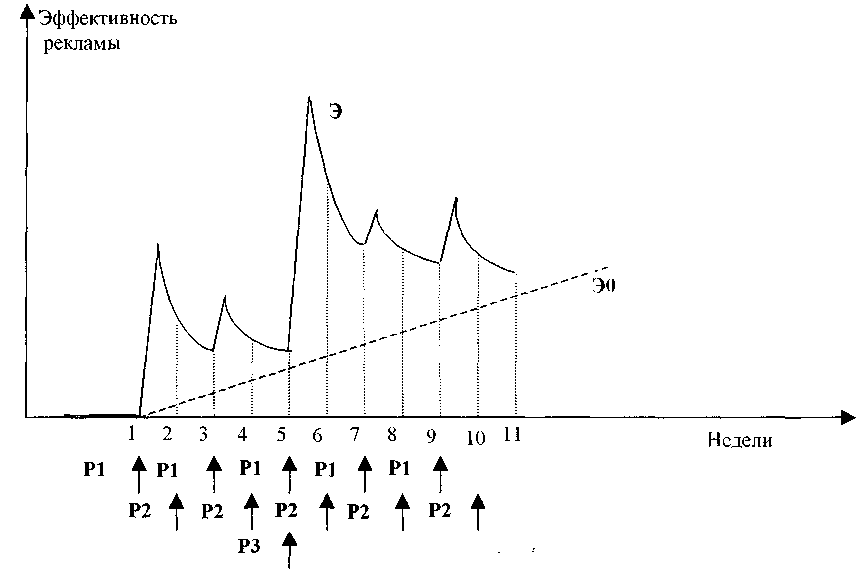 Эффективность
рекламы
Э
Э0
1 2 3 4 5 6 7 8 9 10 11
Недели
Р1 Р1 Р1 Р1 Р1
Р2 Р2 Р2 Р2 Р2
Р3